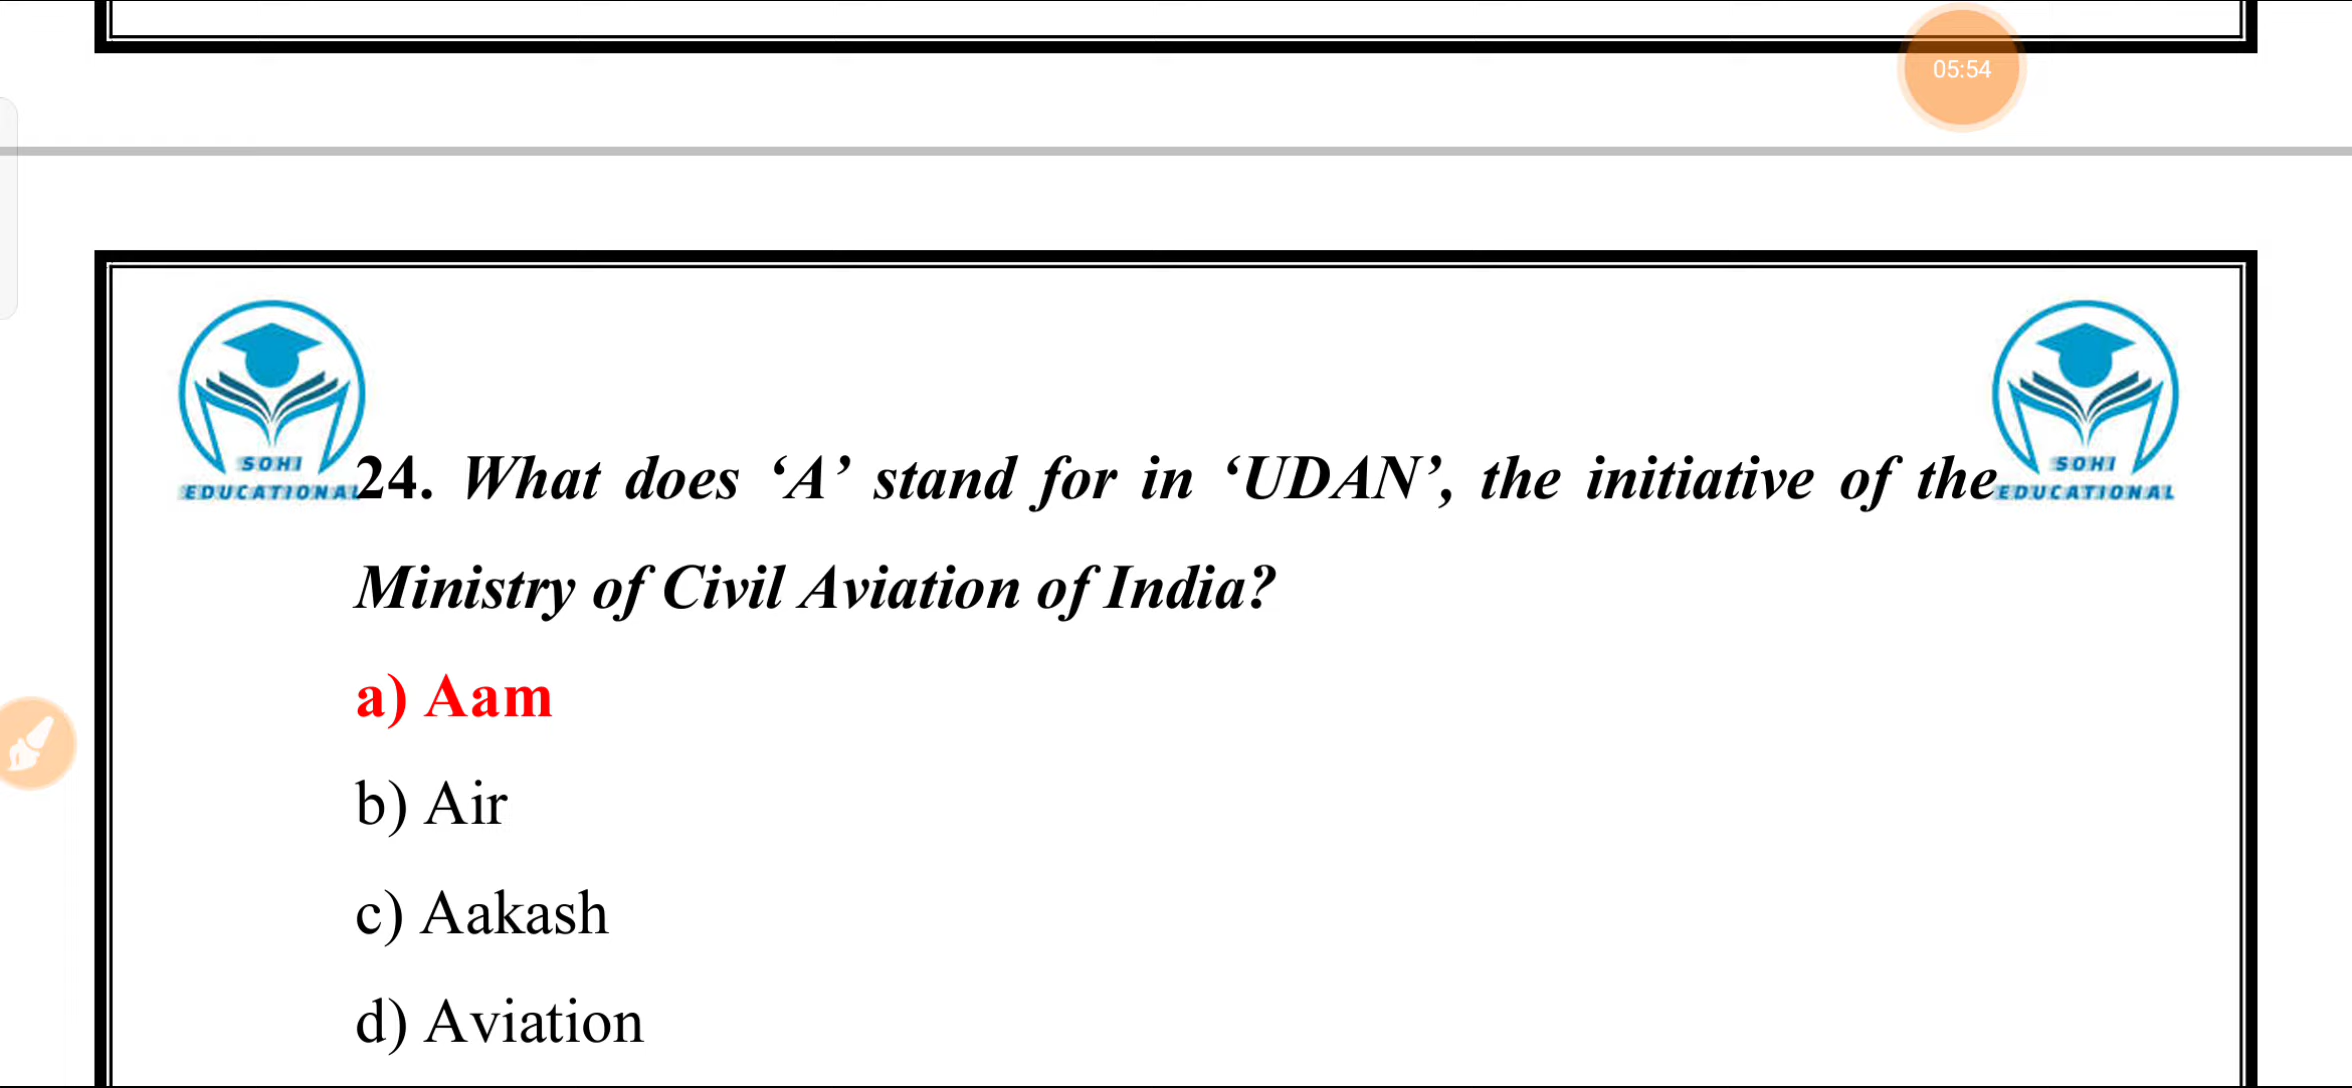 05:54
SOHI
EDUCATIONAL
SOHI
EDUCATIONAL
24. What does ‘A’ stand for in ‘UDAN’, the initiative of the
Ministry of Civil Aviation of India?
a) Aam
b) Air
c) Aakash
d) Aviation